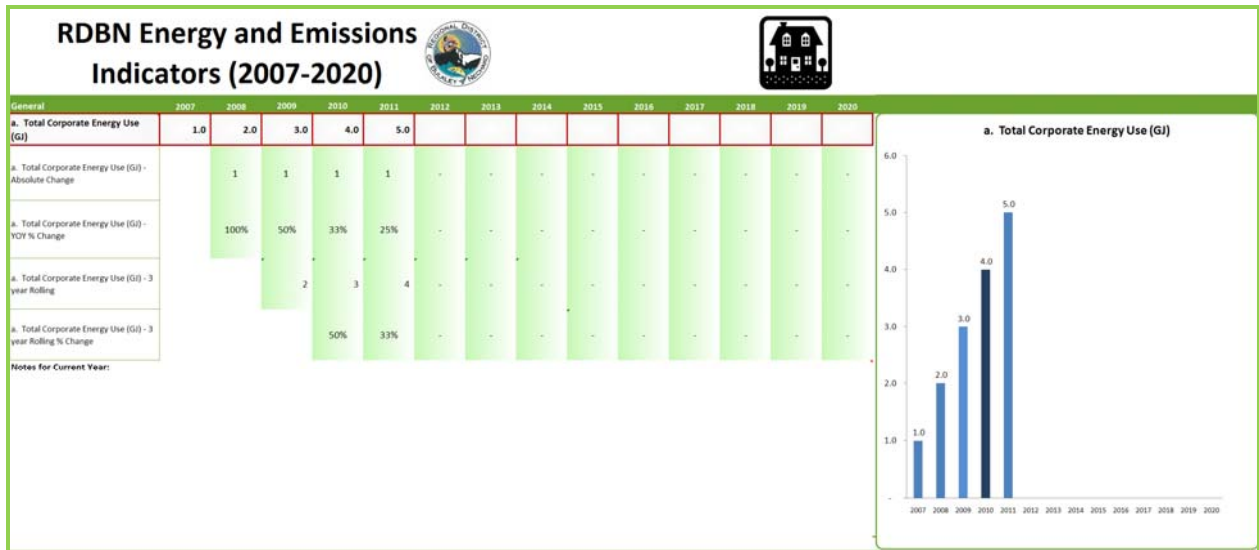 RDBN Energy and Emissions
Indicators (2007-2020)
REGIONAL DISTRICT
OF BULKLEY NECHAKO
General 2007 2008 2009 2010 2011 2012 2013 2014 2015 2016 2017 2018 2019 2020
a. Total Corporate Energy Use
(GJ) 1.0 2.0 3.0 4.0 5.0
a. Total Corporate Energy Use (GJ) -
Absolute Change 1 1 1 1 - - - - - - - - -
a. Total Corporate Energy Use (GJ) -
YOY % Change 100% 50% 33% 25% - - - - - - - - -
a. Total Corporate Energy Use (GJ) - 3
year Rolling 2 3 4 - - - - - - - - -
a. Total Corporate Energy Use (GJ) - 3
year Rolling % Change 50% 33% - - - - - - - - -
Notes for Current Year:
a. Total Corporate Energy Use (GJ)
6.0
5.0
4.0
3.0
2.0
1.0
-
1.0
2.0
3.0
4.0
5.0
2007 2008 2009 2010 2011 2012 2013 2014 2015 2016 2017 2018 2019 2020